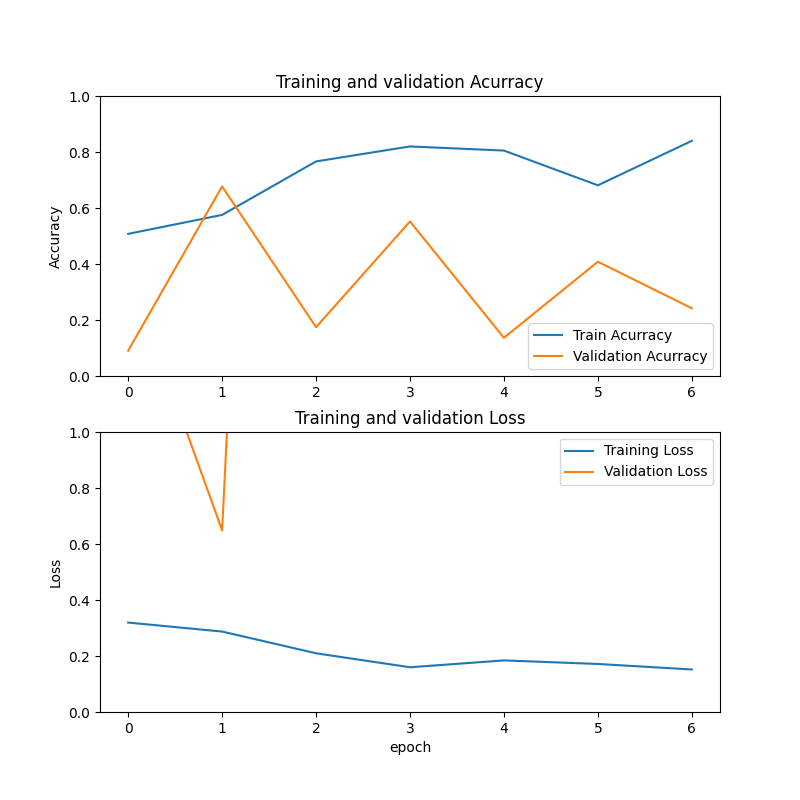 Training and validation Acurracy
1.0
0.8
0.6
0.4
0.2
0.0
Accuracy
Train Acurracy
Validation Acurracy
0 1 2 3 4 5 6
Training and validation Loss
1.0
0.8
0.6
0.4
0.2
0.0
Loss
Training Loss
Validation Loss
0 1 2 3 4 5 6
epoch